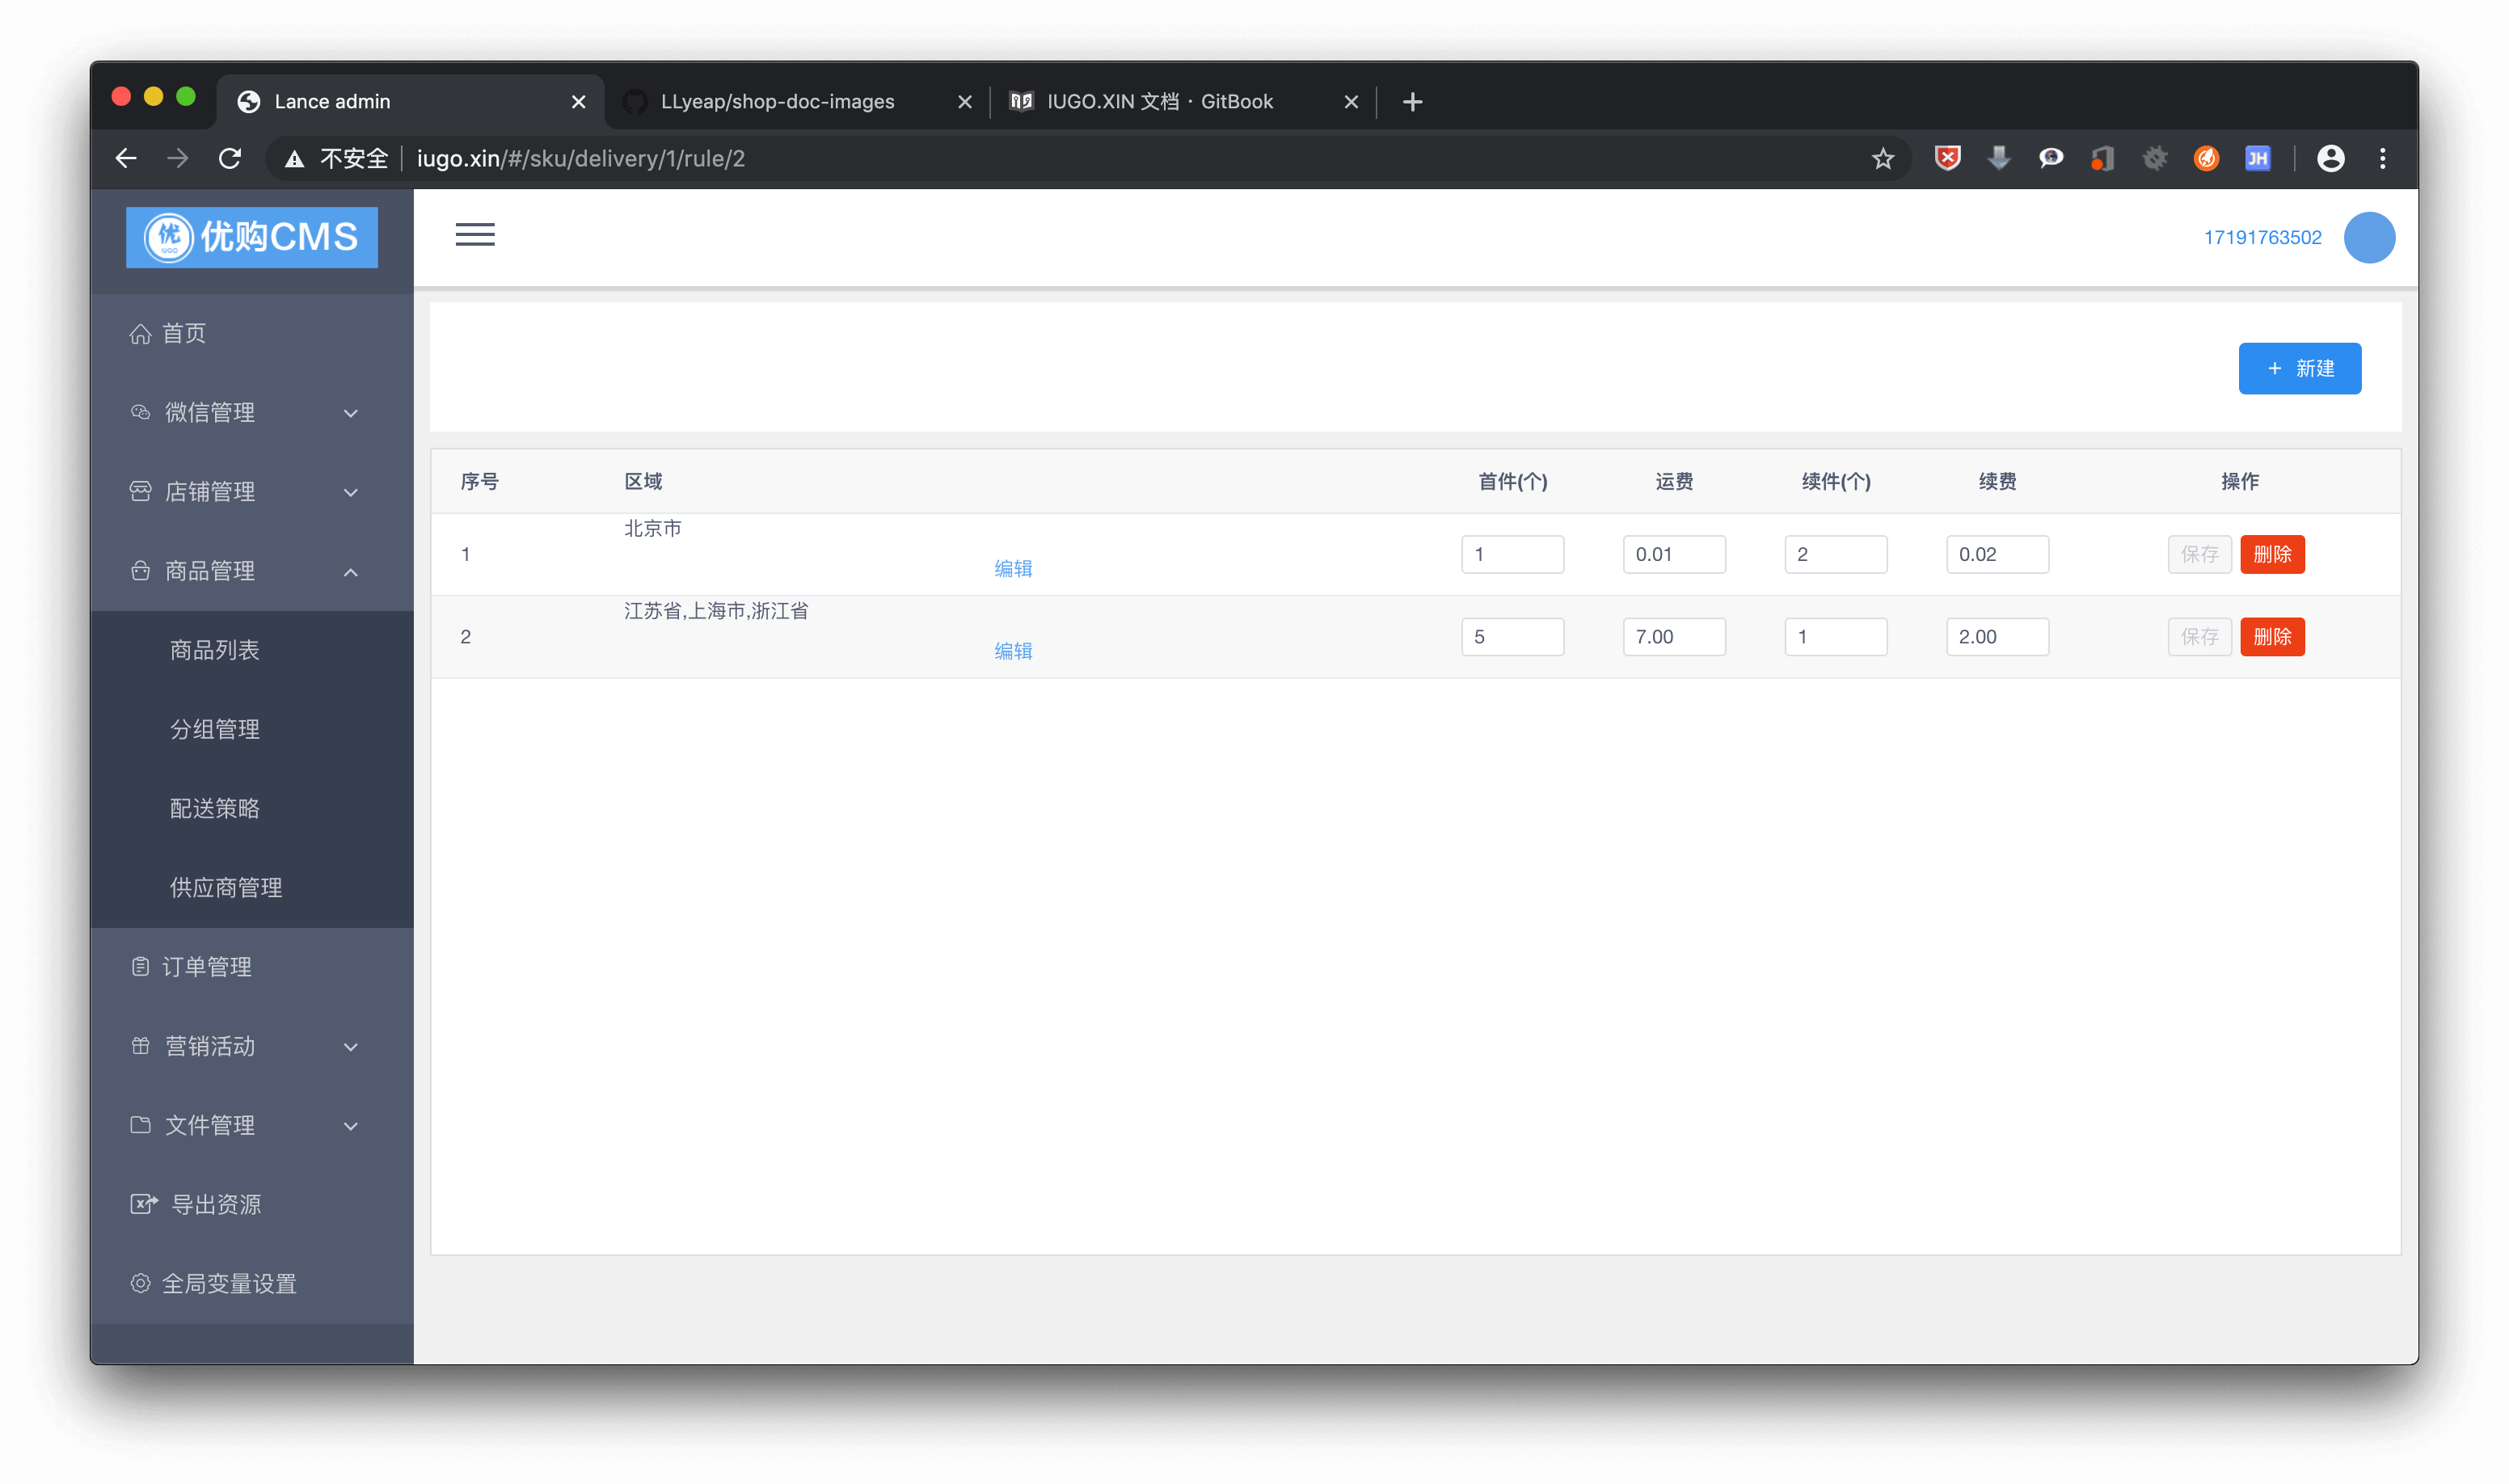 Lance admin
LLyeap/shop-doc-images
IUGO.XIN 文档 · GitBook
不安全
iugo.xin/#/sku/delivery/1/rule/2
JH
优
IUGO
优购CMS
17191763502
首页
微信管理
店铺管理
商品管理
商品列表
分组管理
配送策略
供应商管理
订单管理
营销活动
文件管理
导出资源
全局变量设置
+ 新建
序号 区域 首件(个) 运费 续件(个) 续费 操作
北京市
1 编辑 1 0.01 2 0.02 保存 删除
江苏省,上海市,浙江省
2 编辑 5 7.00 1 2.00 保存 删除